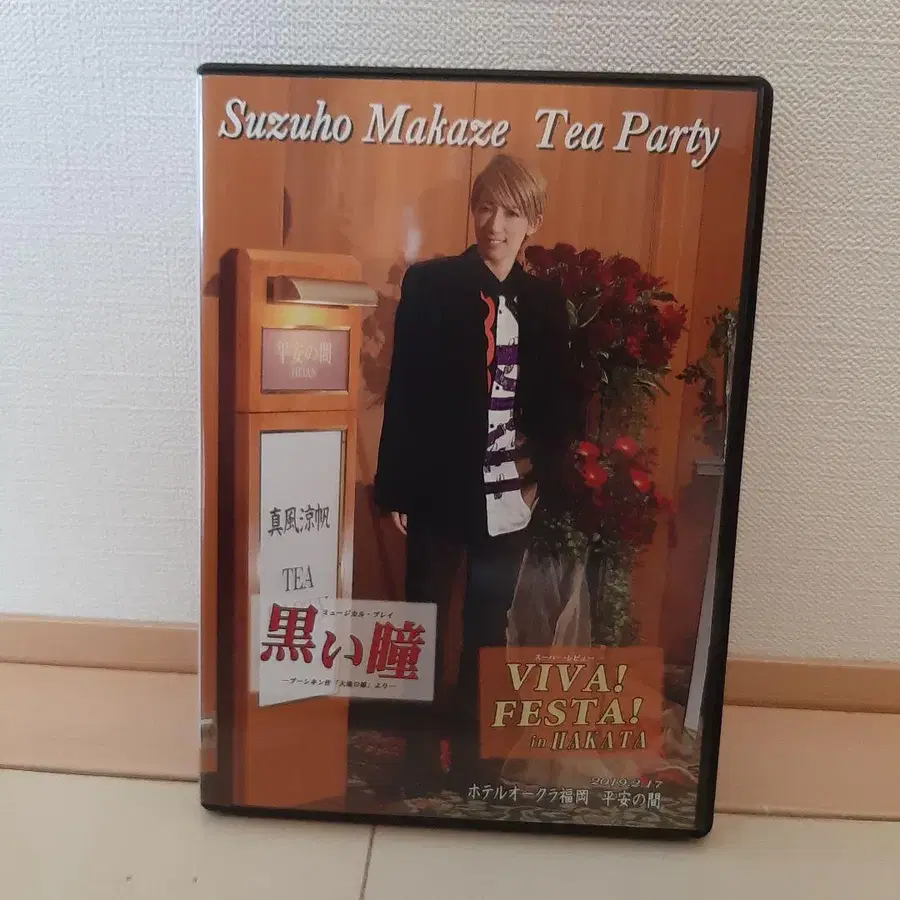 Suzuho Makaze Tea Party
平安の間
HEIAN
真風涼帆
TEA
ミュージカル・プレイ
黒い瞳
―プーシキン作「大尉の娘」より―
スーパー・レビュー
VIVA!
FESTA!
in HAKATA
2019.2.17
ホテルオークラ福岡 平安の間